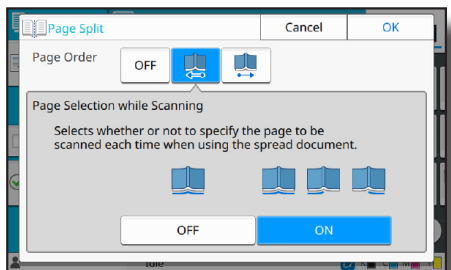 Page Split
Cancel
OK
Page Order
OFF
Page Selection while Scanning
Selects whether or not to specify the page to be
scanned each time when using the spread document.
OFF
ON
Idle